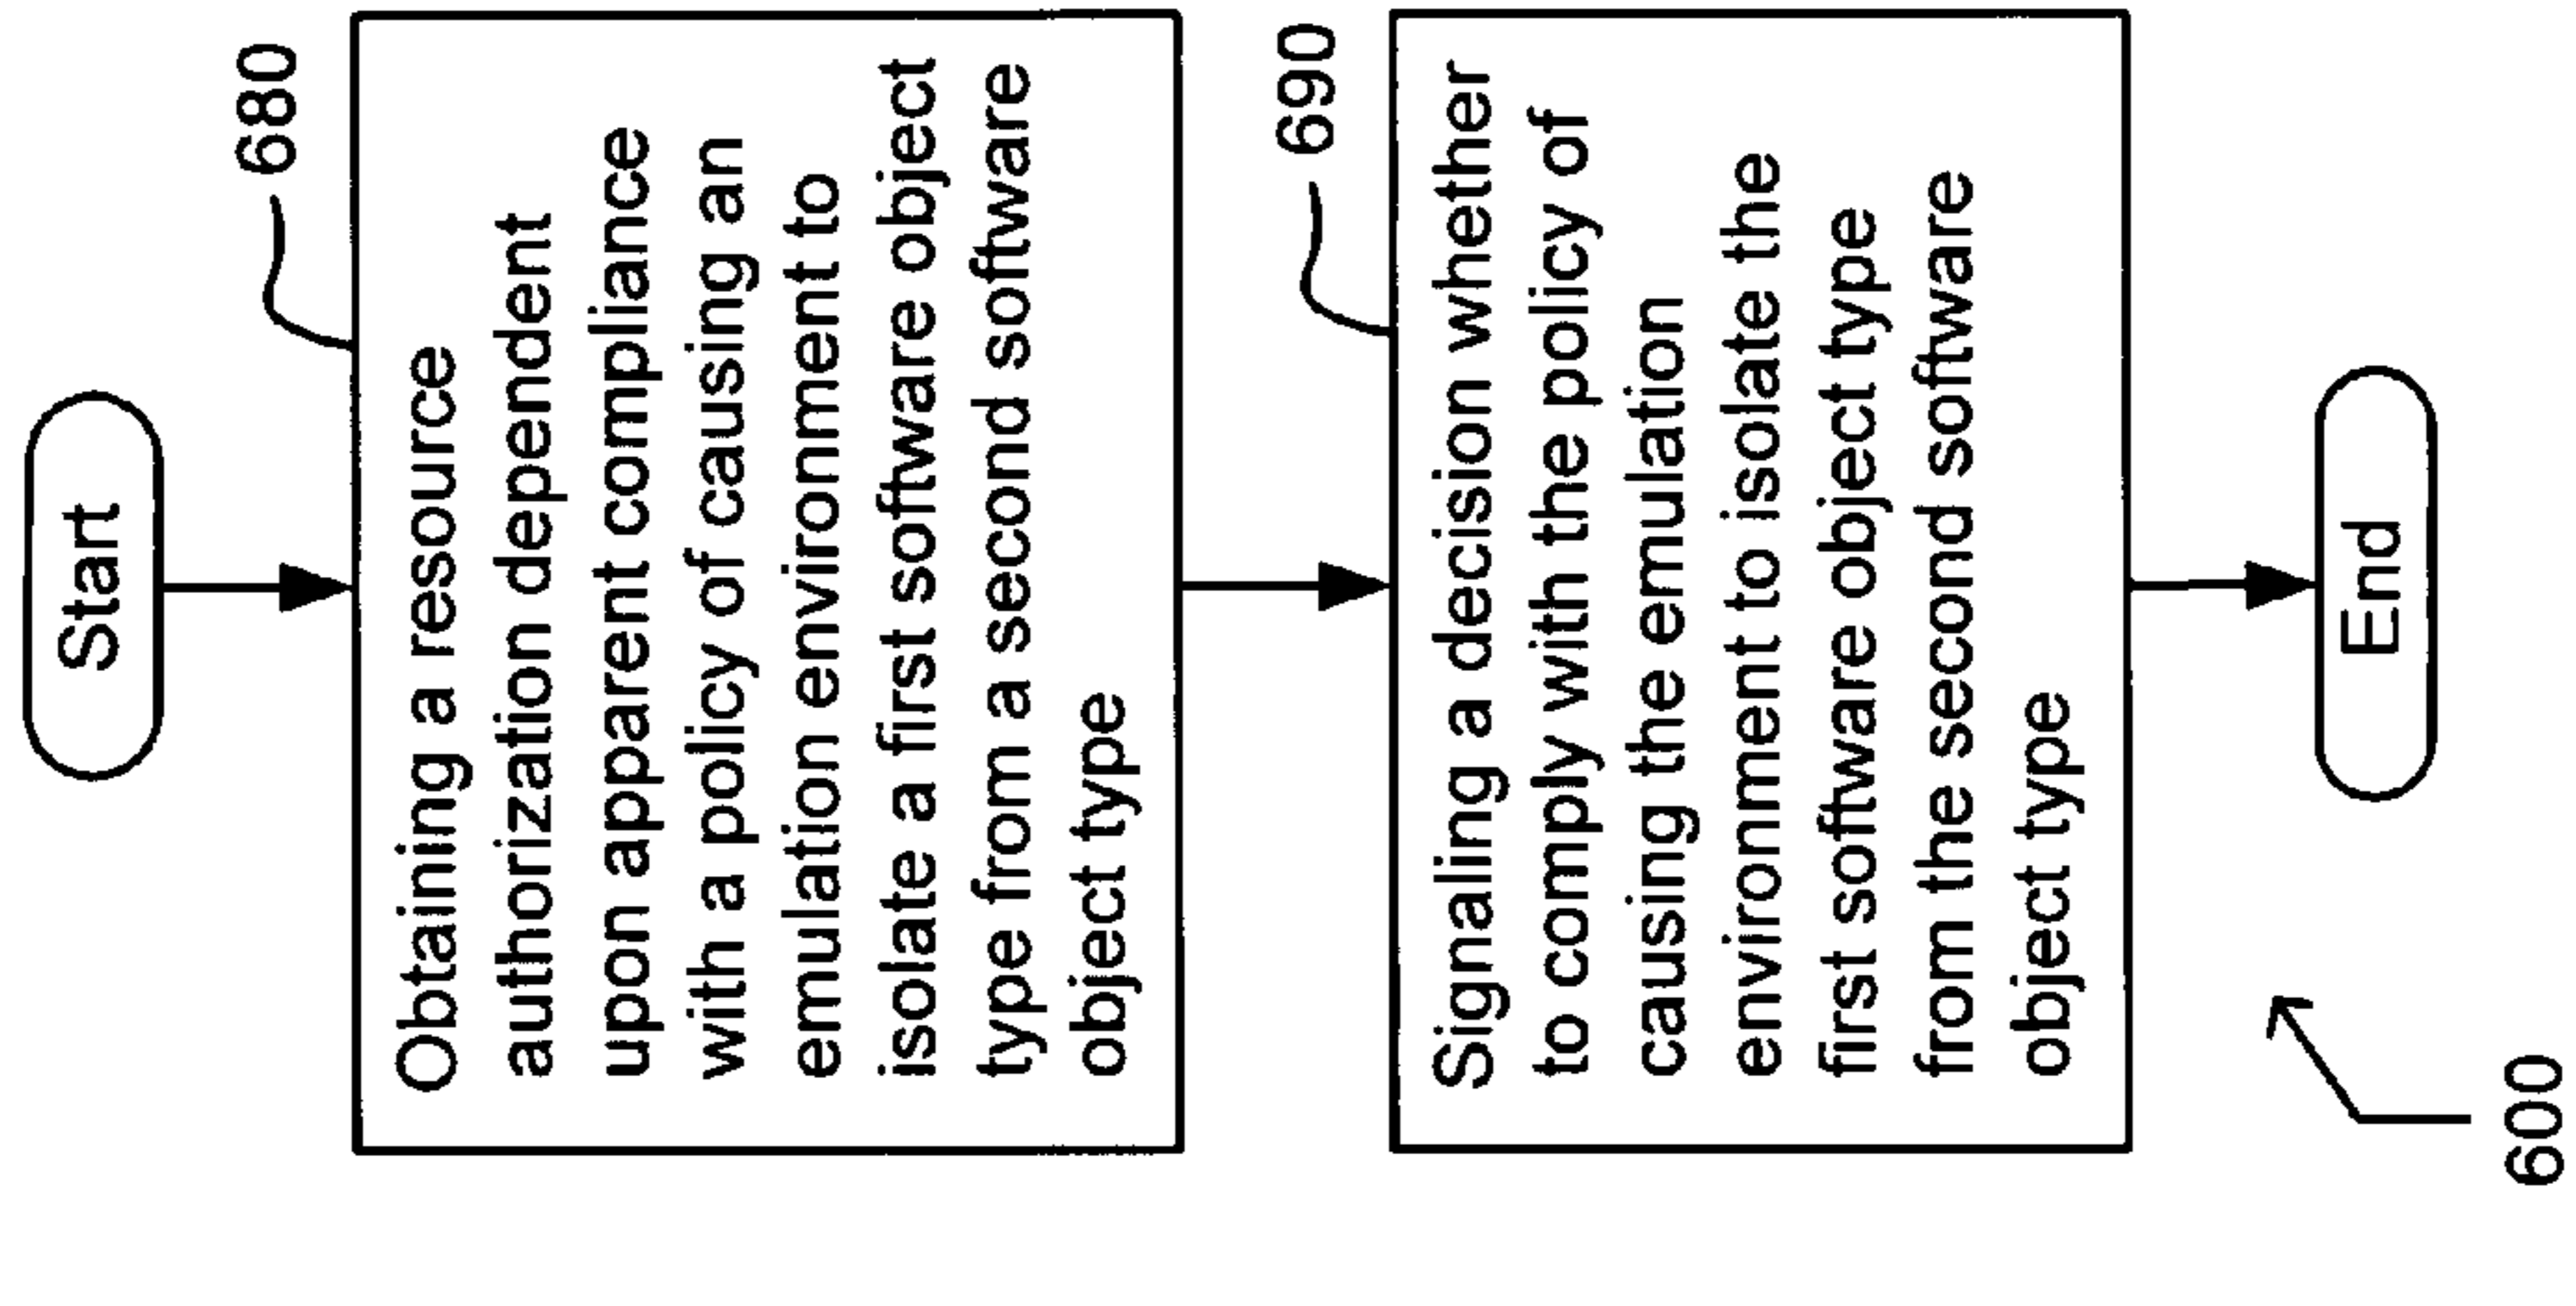 Start
680
Obtaining a resource
authorization dependent
upon apparent compliance
with a policy of causing an
emulation environment to
isolate a first software object
type from a second software
object type
690
Signaling a decision whether
to comply with the policy of
causing the emulation
environment to isolate the
first software object type
from the second software
object type
End
600